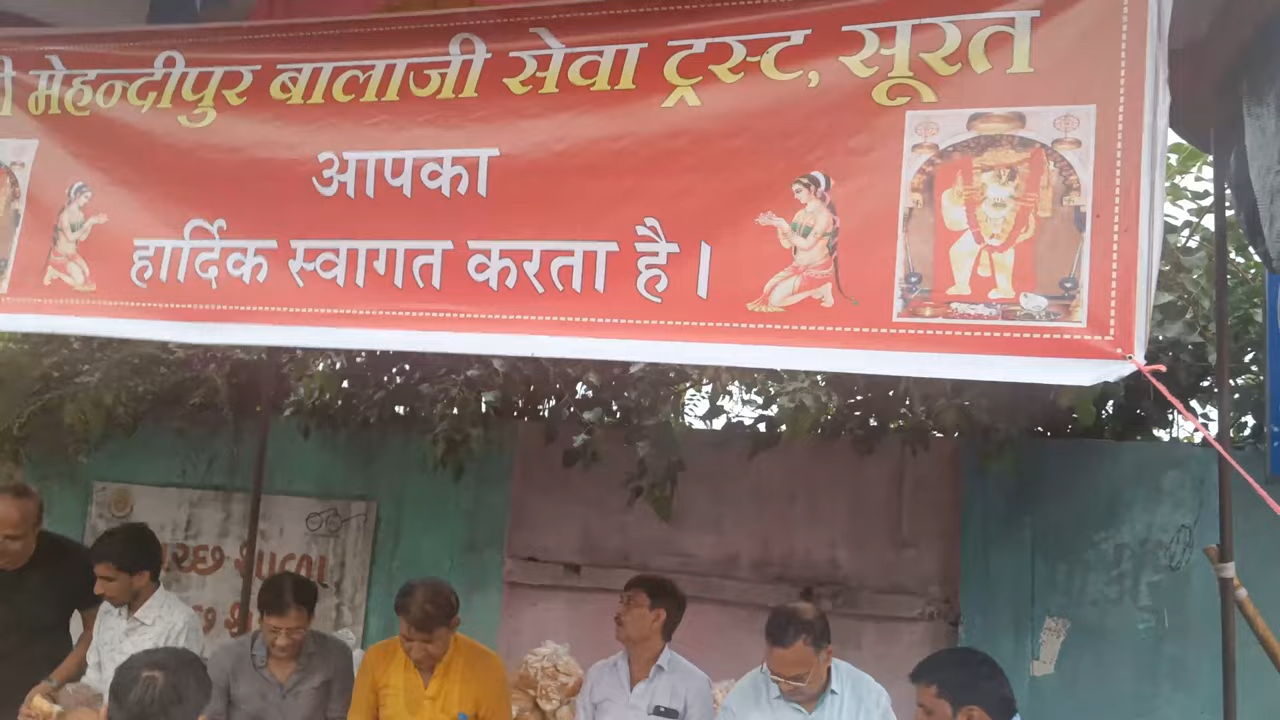 मेहन्दीपुर बालाजी सेवा ट्रस्ट, सूरत
आपका
हार्दिक स्वागत करता है।